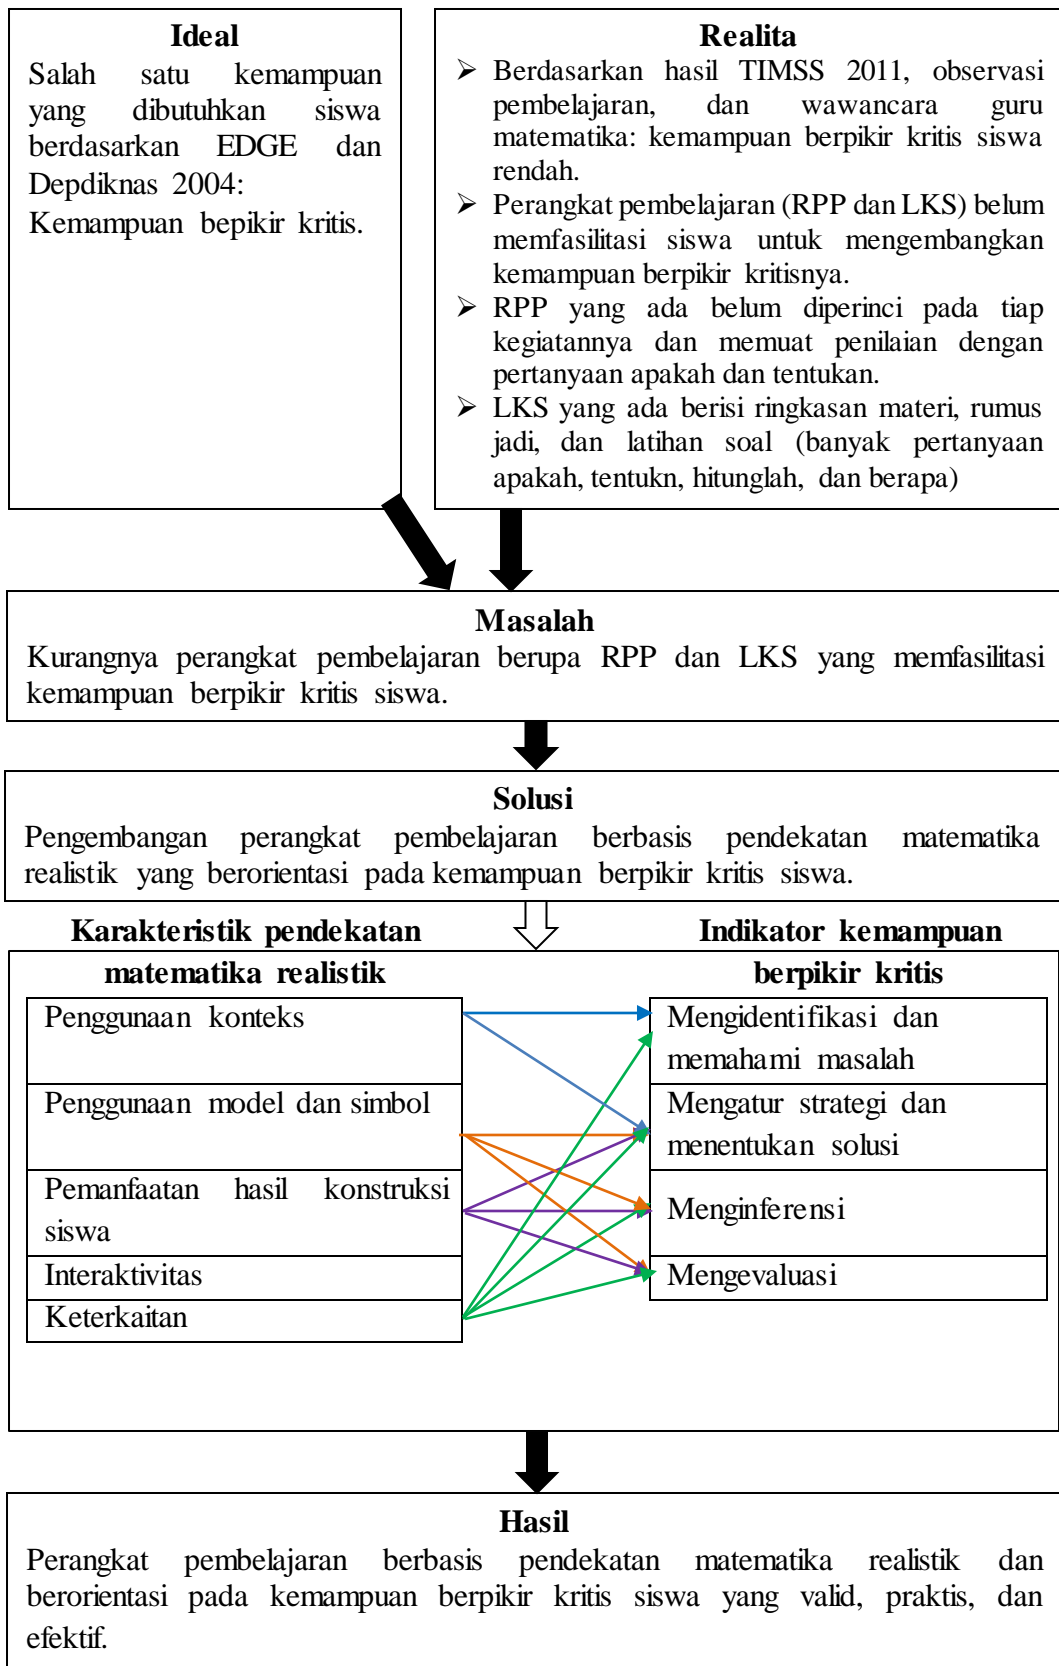 Ideal
Salah satu kemampuan
yang dibutuhkan siswa
berdasarkan EDGE dan
Depdiknas 2004:
Kemampuan bepikir kritis.
Realita
➢ Berdasarkan hasil TIMSS 2011, observasi
pembelajaran, dan wawancara guru
matematika: kemampuan berpikir kritis siswa
rendah.
➢ Perangkat pembelajaran (RPP dan LKS) belum
memfasilitasi siswa untuk mengembangkan
kemampuan berpikir kritisnya.
➢ RPP yang ada belum diperinci pada tiap
kegiatannya dan memuat penilaian dengan
pertanyaan apakah dan tentukan.
➢ LKS yang ada berisi ringkasan materi, rumus
jadi, dan latihan soal (banyak pertanyaan
apakah, tentukn, hitunglah, dan berapa)
Masalah
Kurangnya perangkat pembelajaran berupa RPP dan LKS yang memfasilitasi
kemampuan berpikir kritis siswa.
Solusi
Pengembangan perangkat pembelajaran berbasis pendekatan matematika
realistik yang berorientasi pada kemampuan berpikir kritis siswa.
Karakteristik pendekatan
matematika realistik
Penggunaan konteks
Penggunaan model dan simbol
Pemanfaatan hasil konstruksi
siswa
Interaktivitas
Keterkaitan
Indikator kemampuan
berpikir kritis
Mengidentifikasi dan
memahami masalah
Mengatur strategi dan
menentukan solusi
Menginferensi
Mengevaluasi
Hasil
Perangkat pembelajaran berbasis pendekatan matematika realistik dan
berorientasi pada kemampuan berpikir kritis siswa yang valid, praktis, dan
efektif.